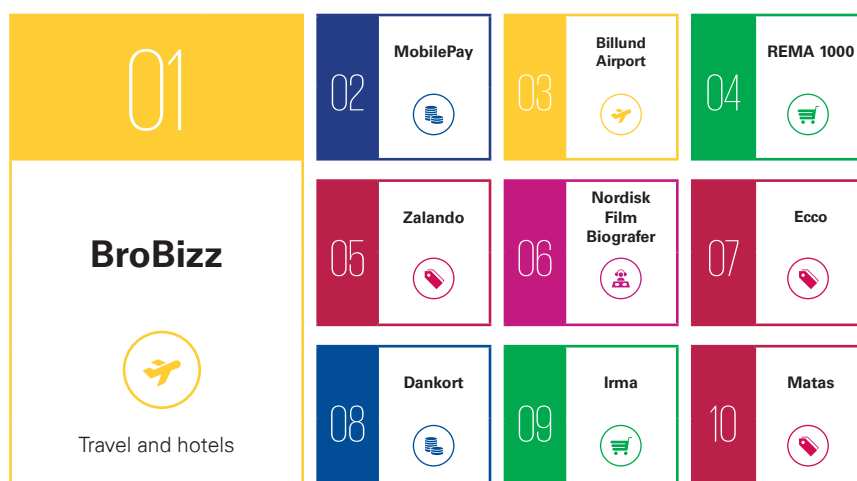 01
BroBizz
Travel and hotels
02
MobilePay
03
Billund
Airport
04
REMA 1000
05
Zalando
06
Nordisk
Film
Biografer
07
Ecco
08
Dankort
09
Irma
10
Matas